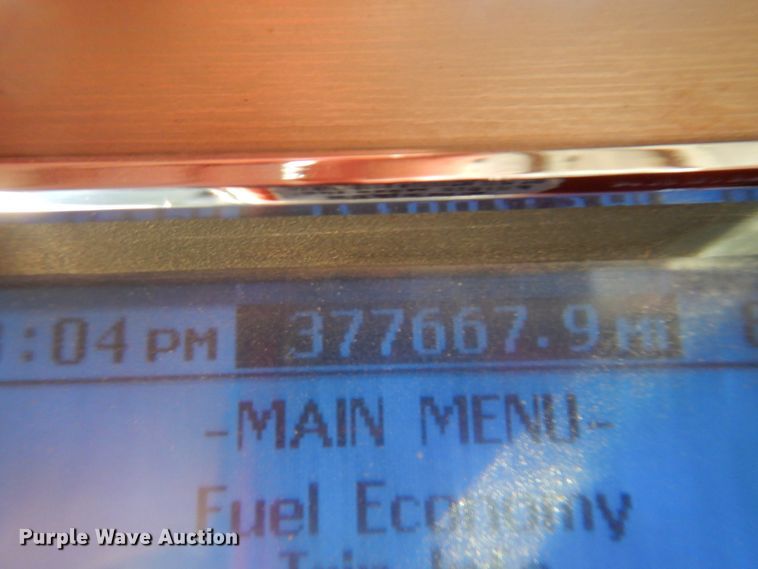 :04 PM 377667.9 MI
-MAIN MENU-
Fuel Economy
Purple Wave Auction